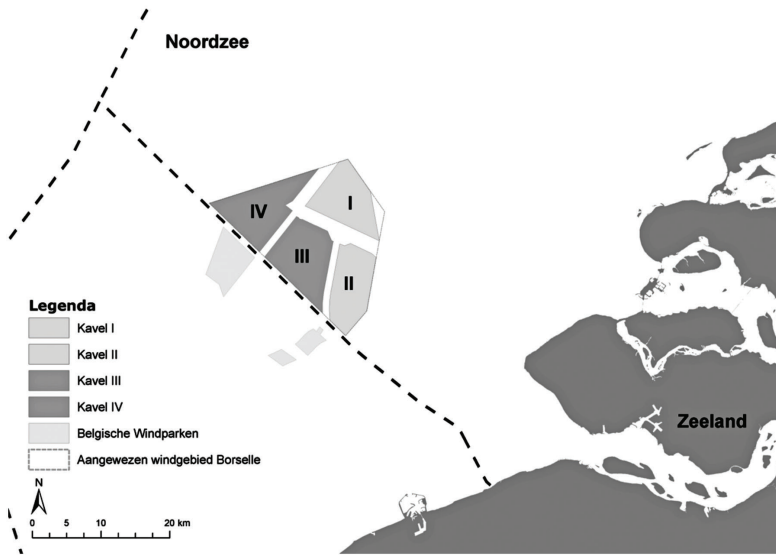 Noordzee
IV
I
III
II
Zeeland
Legenda
Kavel I
Kavel II
Kavel III
Kavel IV
Belgische Windparken
Aangewezen windgebied Borselle
N
0 5 10 20 km